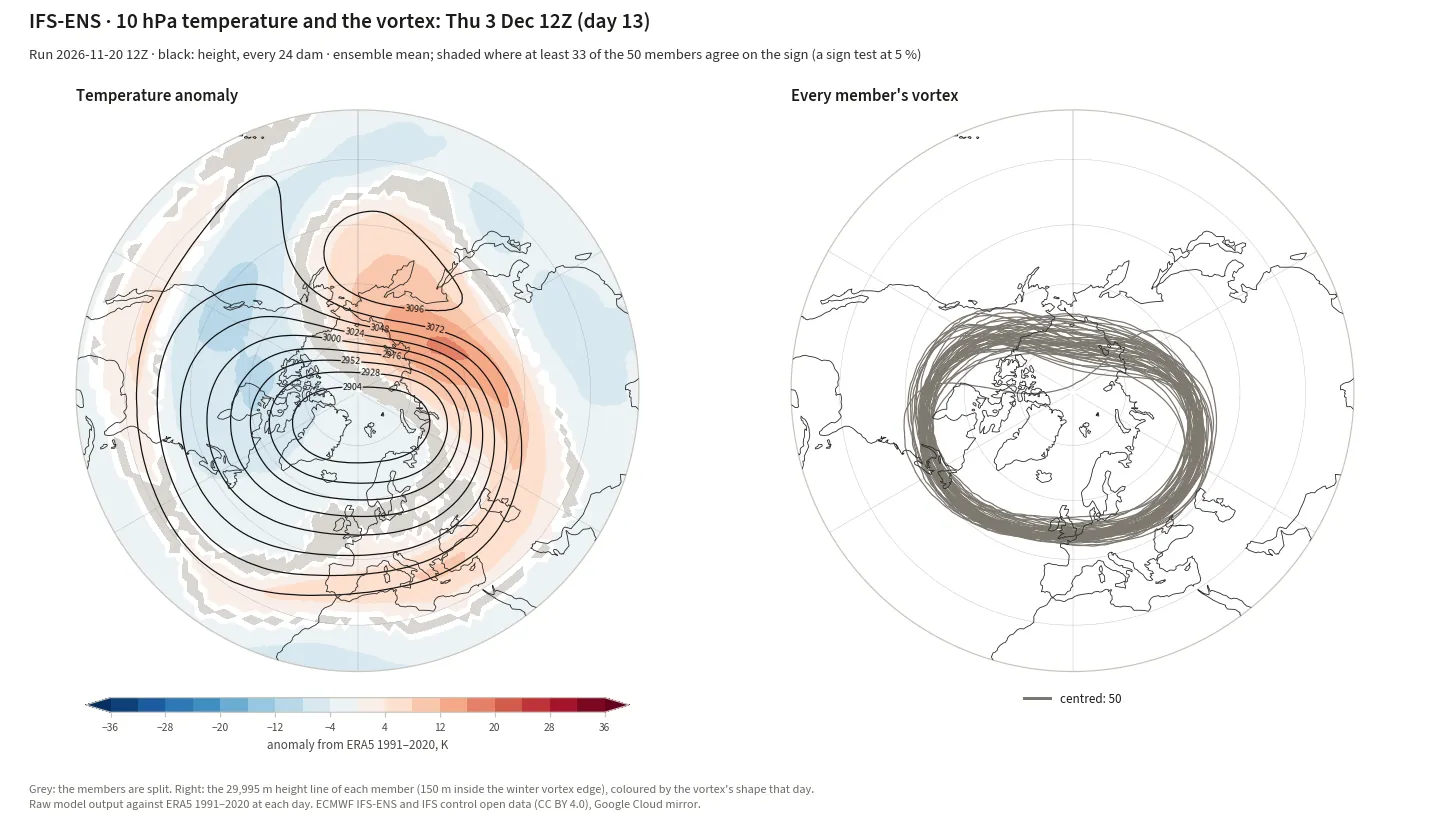 IFS-ENS · 10 hPa temperature and the vortex: Thu 3 Dec 12Z (day 13)
Run 2026-11-20 12Z · black: height, every 24 dam · ensemble mean; shaded where at least 33 of the 50 members agree on the sign (a sign test at 5 %)
Temperature anomaly
Every member's vortex
3096
3072
3048
3024
3000
2976
2952
2928
2904
centred: 50
−36 −28 −20 −12 −4 4 12 20 28 36
anomaly from ERA5 1991–2020, K
Grey: the members are split. Right: the 29,995 m height line of each member (150 m inside the winter vortex edge), coloured by the vortex's shape that day.
Raw model output against ERA5 1991–2020 at each day. ECMWF IFS-ENS and IFS control open data (CC BY 4.0), Google Cloud mirror.